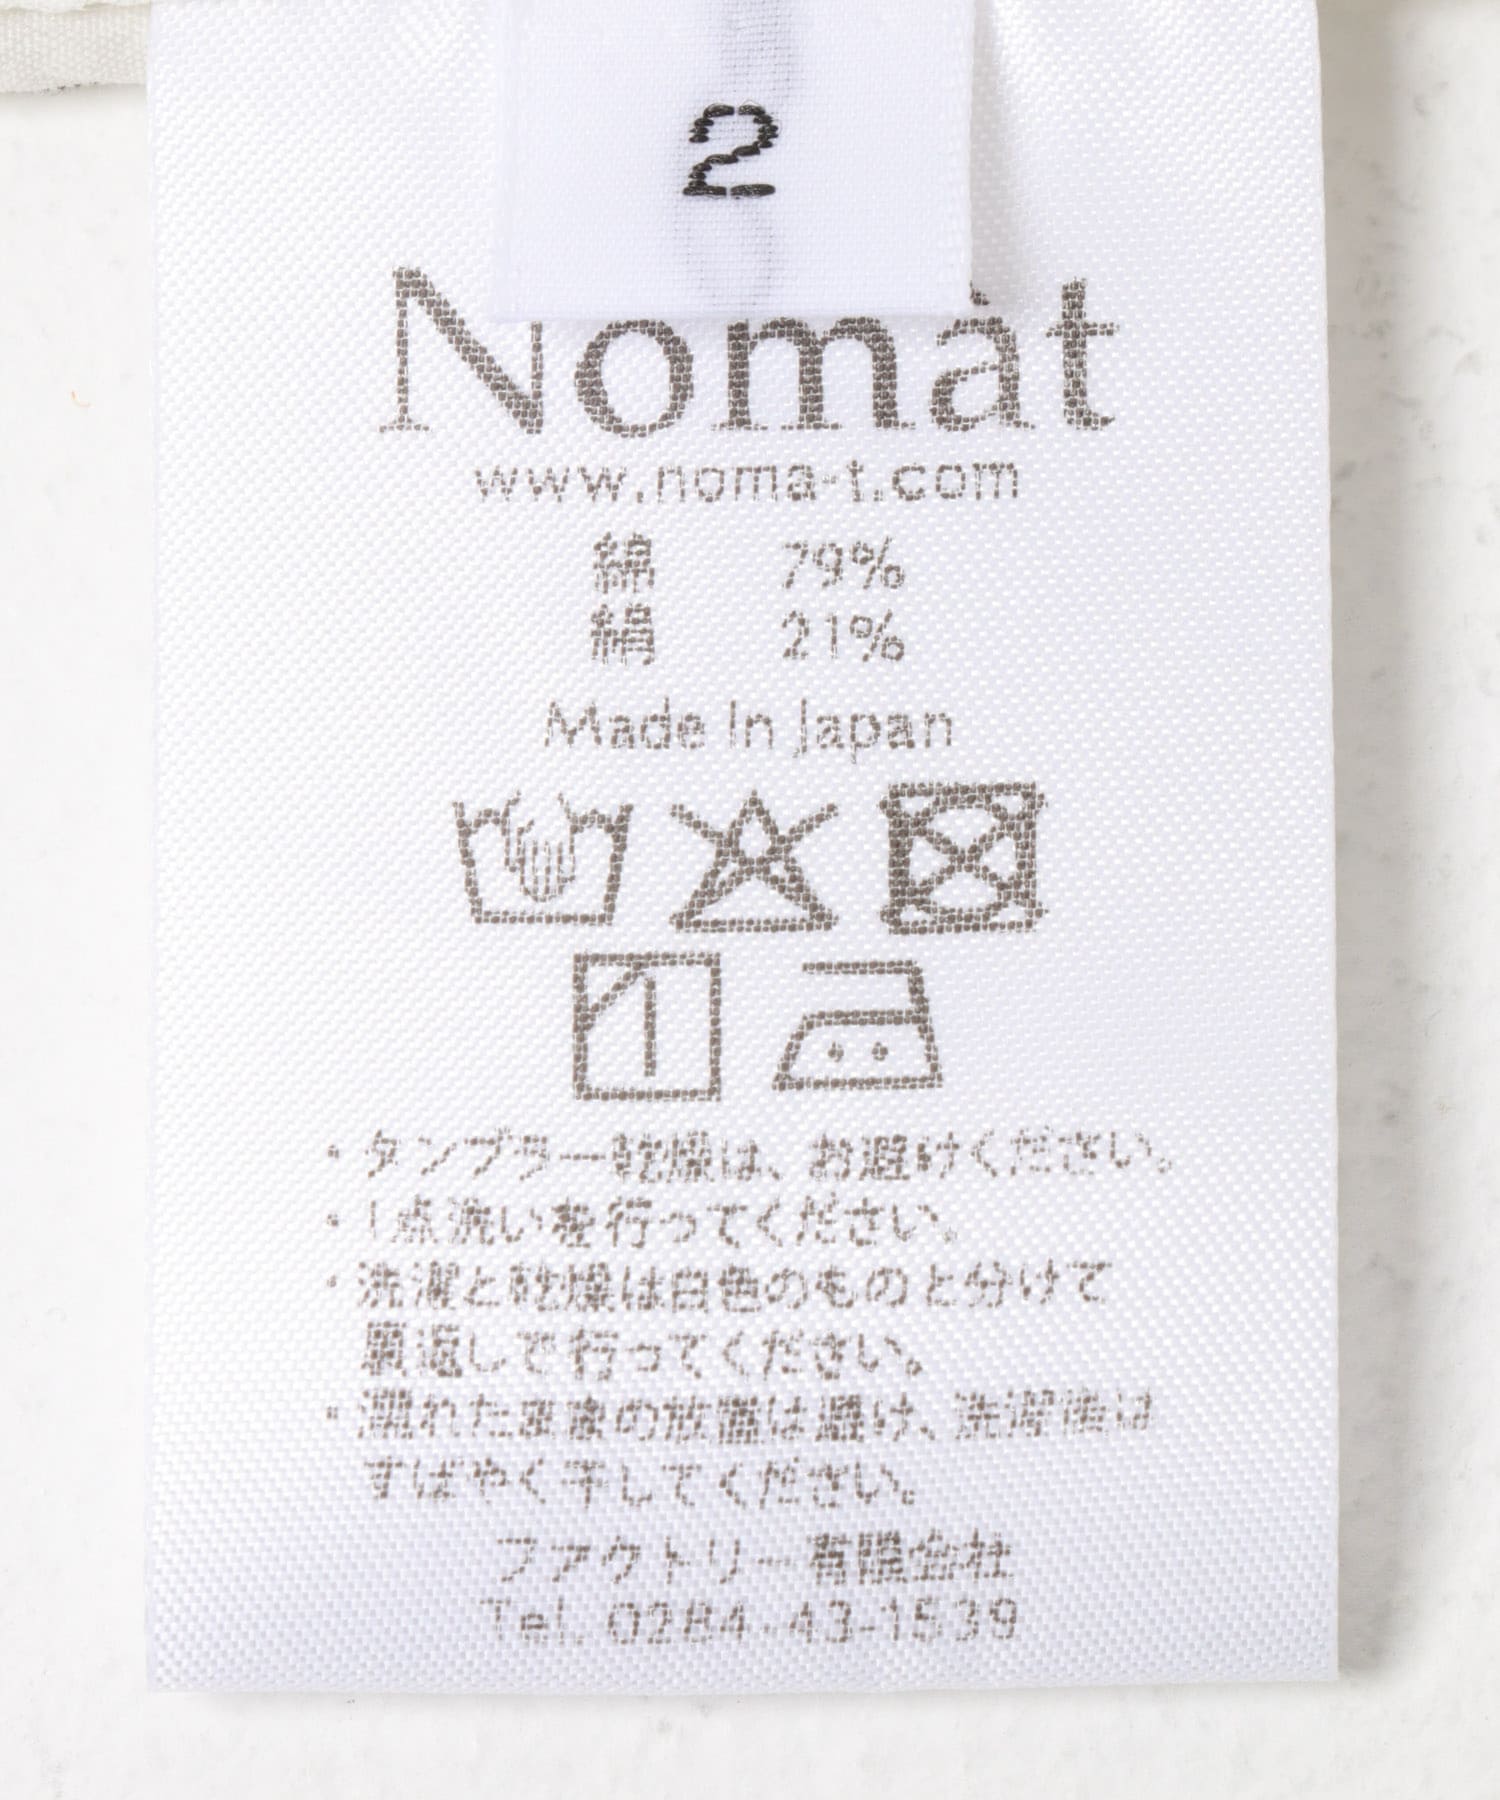 2
Nomàt
www.noma-t.com
綿 79%
絹 21%
Made In Japan
・タンブラー乾燥は、お避けください。
・1点洗いを行ってください。
・洗濯と乾燥は白色のものと分けて
裏返しで行ってください。
・濡れたままの放置は避け、洗濯後は
すばやく干してください。
ファクトリー有限会社
Tel. 0284-43-1539